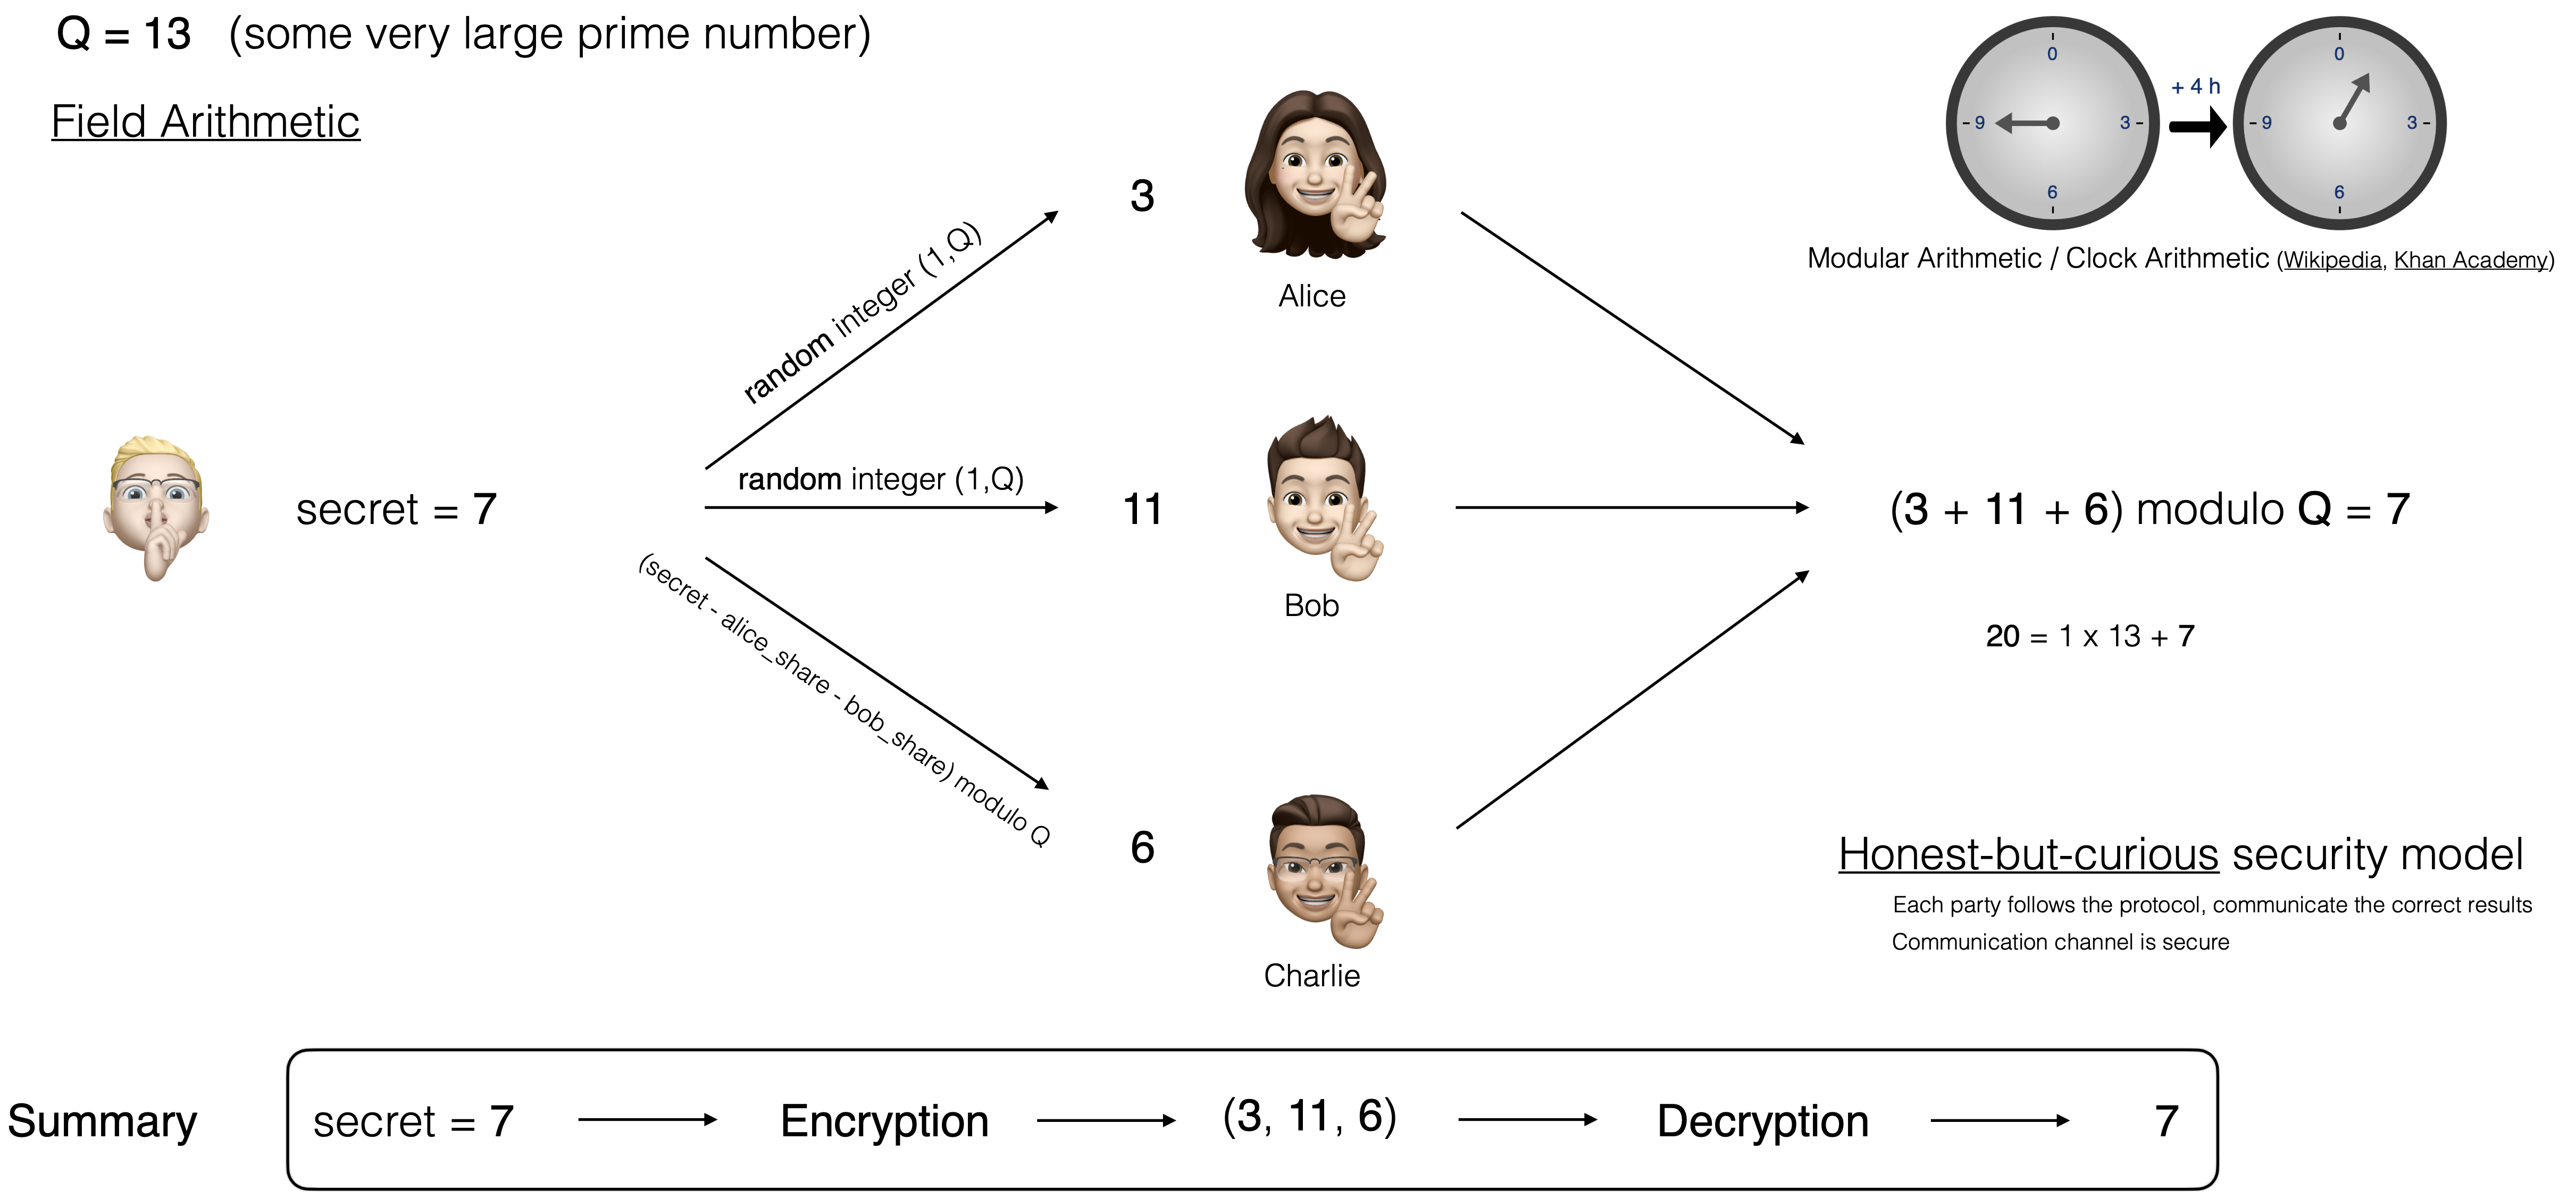 Q = 13 (some very large prime number)
Field Arithmetic
0
9
3
6
+ 4 h
0
9
3
6
Modular Arithmetic / Clock Arithmetic (Wikipedia, Khan Academy)
random integer (1,Q)
3
Alice
secret = 7
random integer (1,Q)
11
Bob
(3 + 11 + 6) modulo Q = 7
20 = 1 x 13 + 7
(secret - alice_share - bob_share) modulo Q
6
Charlie
Honest-but-curious security model
Each party follows the protocol, communicate the correct results
Communication channel is secure
Summary
secret = 7
Encryption
(3, 11, 6)
Decryption
7